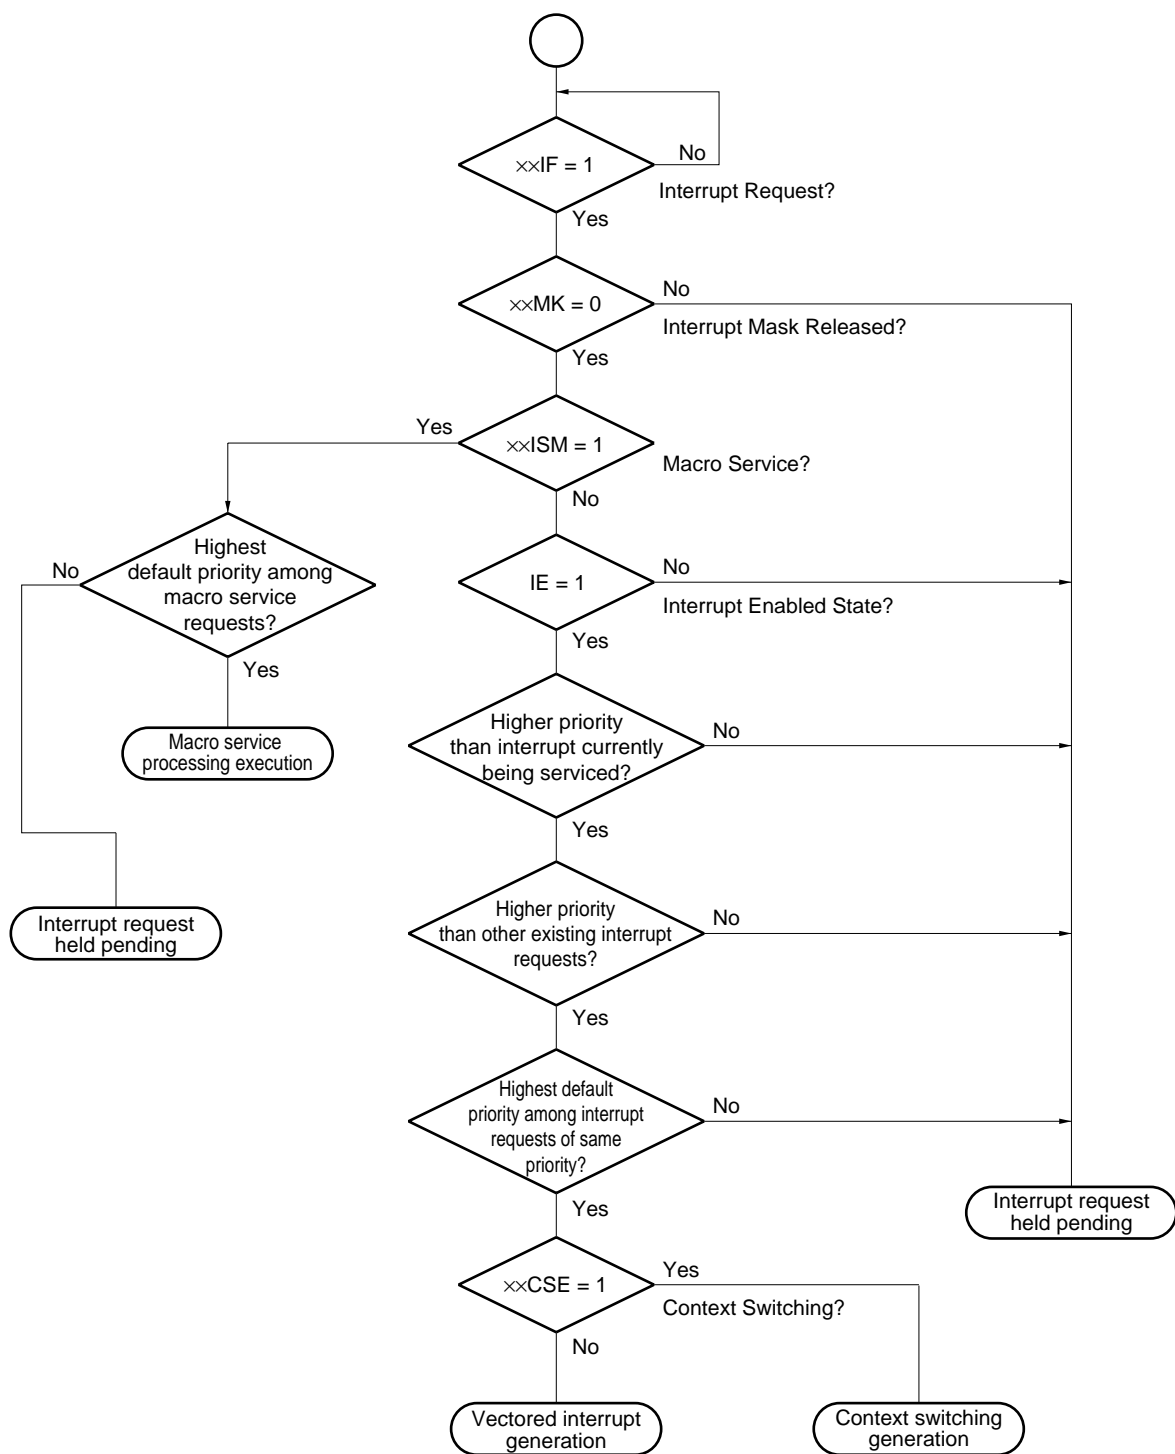 ××IF = 1
No
Interrupt Request?
Yes
××MK = 0
No
Interrupt Mask Released?
Yes
Yes
××ISM = 1
Macro Service?
No
Highest
default priority among
macro service
requests?
No
Yes
IE = 1
No
Interrupt Enabled State?
Yes
Macro service
processing execution
Higher priority
than interrupt currently
being serviced?
No
Yes
Interrupt request
held pending
Higher priority
than other existing interrupt
requests?
No
Yes
Highest default
priority among interrupt
requests of same
priority?
No
Yes
Interrupt request
held pending
××CSE = 1
Yes
Context Switching?
No
Vectored interrupt
generation
Context switching
generation